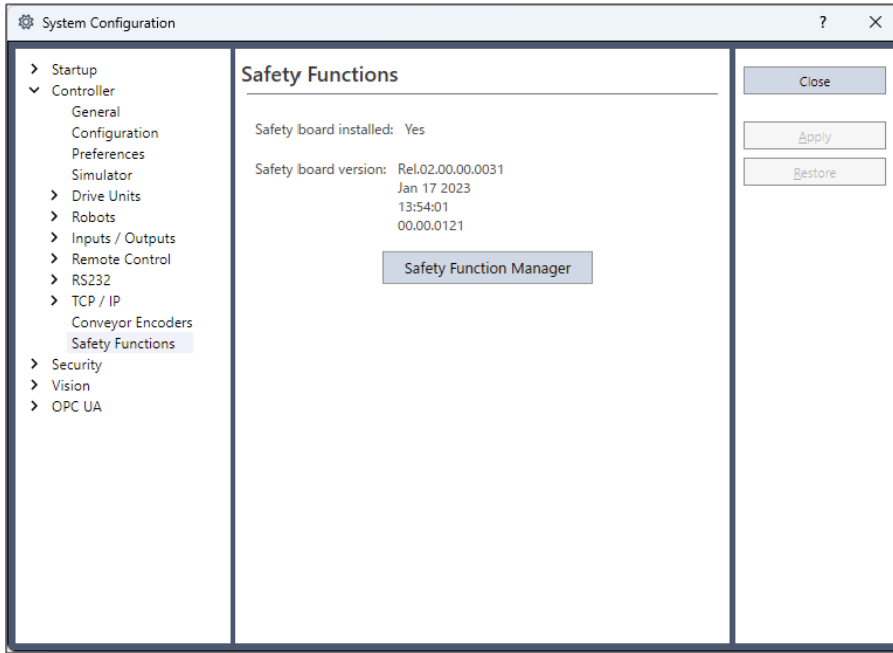 System Configuration
?
Startup
Controller
General
Configuration
Preferences
Simulator
Drive Units
Robots
Inputs / Outputs
Remote Control
RS232
TCP / IP
Conveyor Encoders
Safety Functions
Security
Vision
OPC UA
Safety Functions
Safety board installed: Yes
Safety board version: Rel.02.00.00.0031
Jan 17 2023
13:54:01
00.00.0121
Safety Function Manager
Close
Apply
Restore